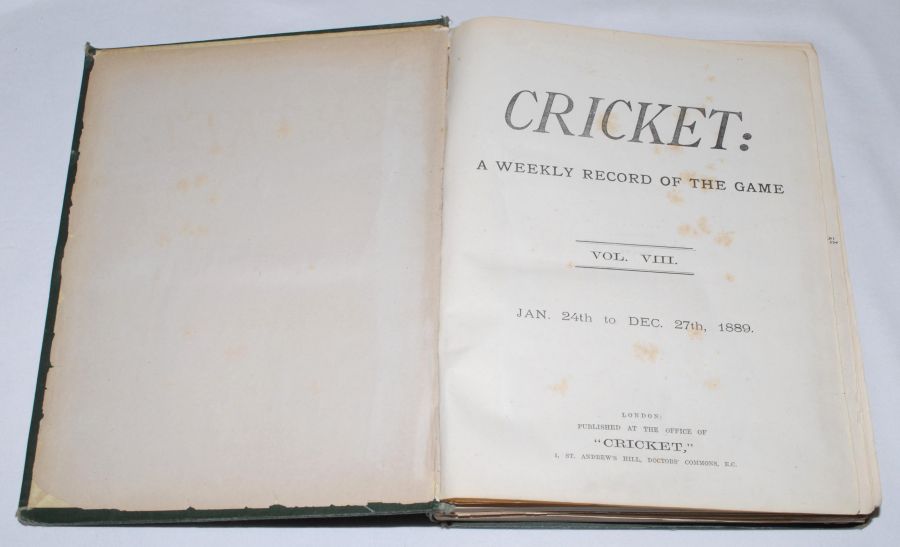 CRICKET:
A WEEKLY RECORD OF THE GAME
VOL. VIII.
JAN. 24th to DEC. 27th, 1889.
LONDON:
PUBLISHED AT THE OFFICE OF
"CRICKET,"
1, ST. ANDREW'S HILL, DOCTORS' COMMONS, E.C.